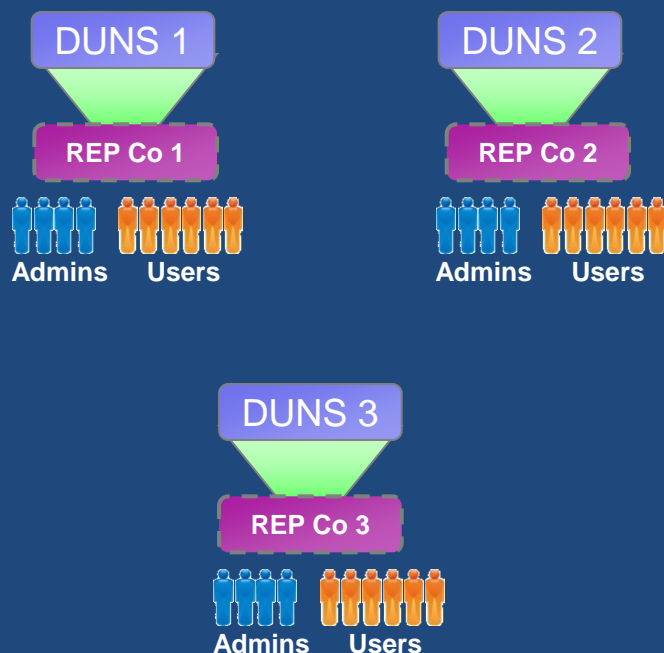 DUNS 1
DUNS 2
REP Co 1
REP Co 2
Admins Users
Admins Users
DUNS 3
REP Co 3
Admins Users